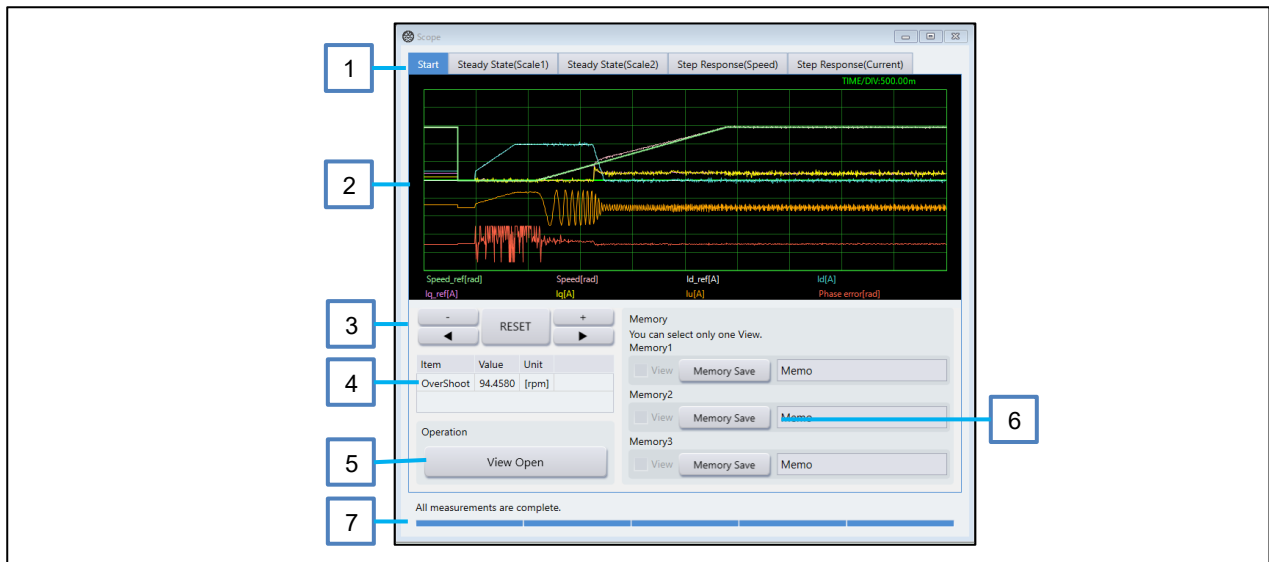 Scope
1
Start Steady State(Scale1) Steady State(Scale2) Step Response(Speed) Step Response(Current)
TIME/DIV:500.00m
2
Speed_ref[rad] Speed[rad] Id_ref[A] Id[A]
Iq_ref[A] Iq[A] Iu[A] Phase error[rad]
3
- RESET +
◀ ▶
Memory
You can select only one View.
Memory1
View Memory Save Memo
Item Value Unit
4
OverShoot 94.4580 [rpm]
Memory2
View Memory Save Memo
6
Operation
Memory3
5
View Open
View Memory Save Memo
All measurements are complete.
7